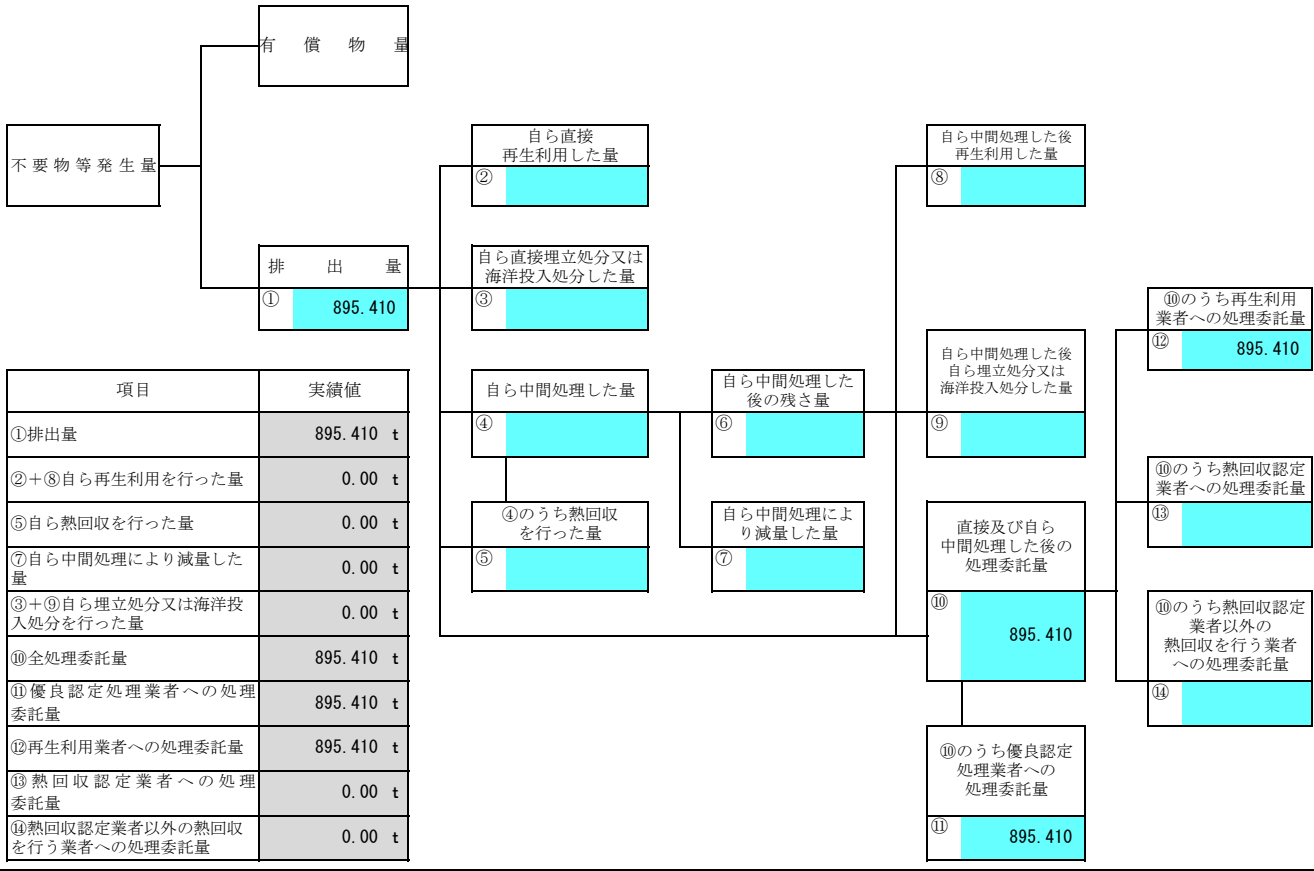 有償物量
不要物等発生量
排出量
①
895.410
自ら直接
再生利用した量
②
自ら直接埋立処分又は
海洋投入処分した量
③
自ら中間処理した量
④
④のうち熱回収
を行った量
⑤
自ら中間処理した
後の残さ量
⑥
自ら中間処理によ
り減量した量
⑦
自ら中間処理した後
再生利用した量
⑧
自ら中間処理した後
自ら埋立処分又は
海洋投入処分した量
⑨
直接及び自ら
中間処理した後の
処理委託量
⑩
895.410
⑩のうち優良認定
処理業者への
処理委託量
⑪
895.410
⑩のうち再生利用
業者への処理委託量
⑫
895.410
⑩のうち熱回収認定
業者への処理委託量
⑬
⑩のうち熱回収認定
業者以外の
熱回収を行う業者
への処理委託量
⑭
項目 実績値
①排出量 895.410 t
②+⑧自ら再生利用を行った量 0.00 t
⑤自ら熱回収を行った量 0.00 t
⑦自ら中間処理により減量した
量 0.00 t
③+⑨自ら埋立処分又は海洋投
入処分を行った量 0.00 t
⑩全処理委託量 895.410 t
⑪優良認定処理業者への処理
委託量 895.410 t
⑫再生利用業者への処理委託量 895.410 t
⑬熱回収認定業者への処理
委託量 0.00 t
⑭熱回収認定業者以外の熱回収
を行う業者への処理委託量 0.00 t